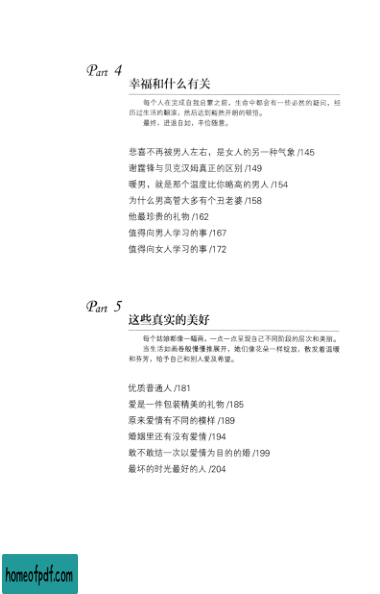 Part 4
幸福和什么有关
每个人在完成自我启蒙之前，生命中都会有一些必然的疑问，经
历过生活的翻滚，然后达到豁然开朗的顿悟。
最终，进退自如，丰俭随意。
悲喜不再被男人左右，是女人的另一种气象/145
谢霆锋与贝克汉姆真正的区别/149
暖男，就是那个温度比你略高的男人/154
为什么男高管大多有个丑老婆/158
他最珍贵的礼物/162
值得向男人学习的事/167
值得向女人学习的事/172
Part 5
这些真实的美好
每个姑娘都像一幅画，一点一点呈现自己不同阶段的层次和美丽。
当生活如画卷般慢慢推展开，她们像花朵一样绽放，散发着温暖
和芬芳，给予自己和别人爱及希望。
优质普通人/181
爱是一件包装精美的礼物/185
原来爱情有不同的模样/189
婚姻里还有没有爱情/194
敢不敢结一次以爱情为目的的婚/199
最坏的时光最好的人/204
homeofpdf.com